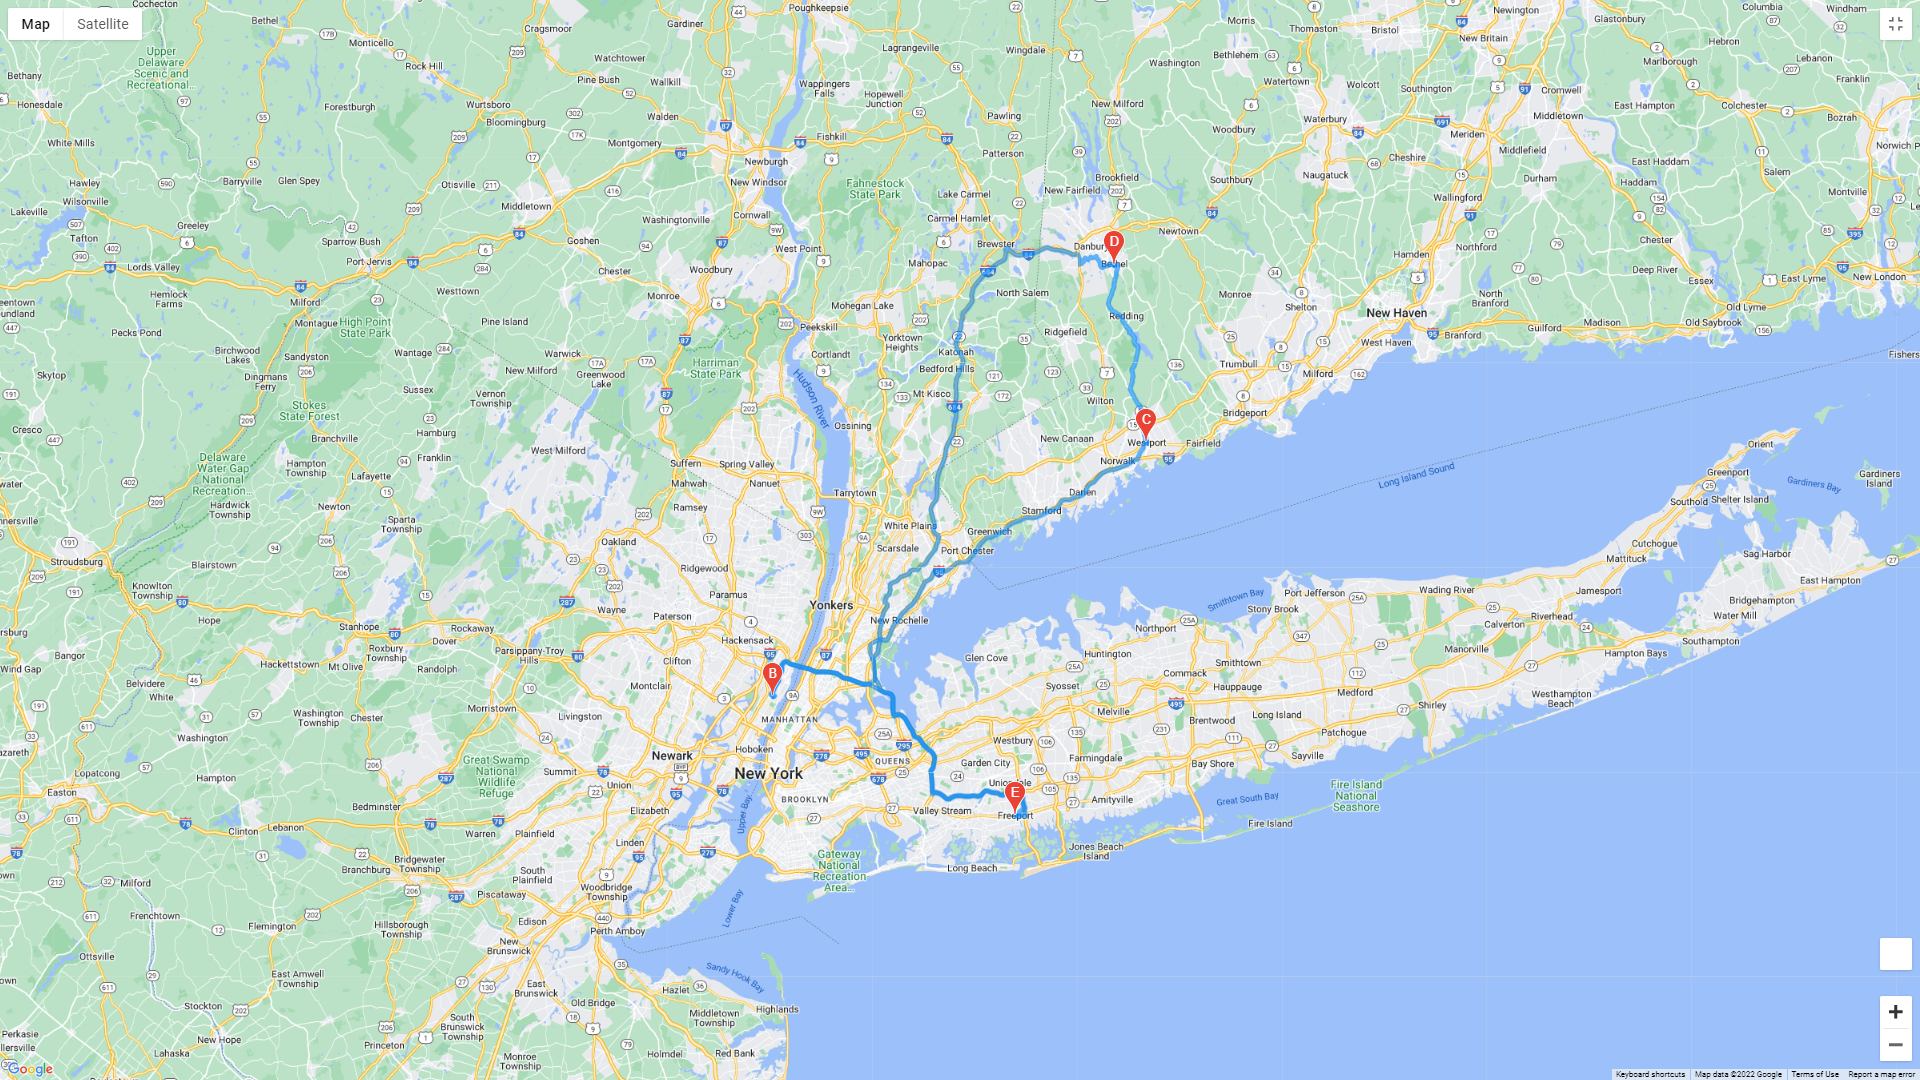 Map
Satellite
Cochecton
Bethel
Monticello
Cragsmoor
Gardiner
Poughkeepsie
Lagrangeville
Wingdale
Morris
Thomaston
Bristol
Newington
New Britain
Glastonbury
Columbia
Windham
Upper
Delaware
Scenic and
Recreational...
Bethany
Honesdale
Rock Hill
Watchtower
Pine Bush
Wallkill
Wappingers
Falls
Hopewell
Junction
Washington
Bethlehem
Watertown
Wolcott
Southington
Berlin
Cromwell
Hebron
Marlborough
Lebanon
Franklin
Forestburgh
Wurtsboro
Bloomingburg
Walden
Pawling
New Milford
Waterbury
East Hampton
Colchester
Bozrah
White Mills
Montgomery
Fishkill
Patterson
Woodbury
Meriden
Middletown
Middlefield
Norwich
Hawley
Wilsonville
Barryville
Glen Spey
Otisville
Newburgh
New Windsor
Fahnestock
State Park
Lake Carmel
Brookfield
New Fairfield
Southbury
Naugatuck
Cheshire
Durham
East Haddam
Haddam
Salem
Montville
Lakeville
Tafton
Greeley
Sparrow Bush
Middletown
Washingtonville
Cornwall
West Point
Carmel Hamlet
Brewster
Danbury
Newtown
Wallingford
Northford
Hamden
Chester
East Lyme
New London
Lords Valley
Port Jervis
Goshen
Chester
Woodbury
Mahopac
D
Bethel
North Salem
Monroe
Shelton
North
Branford
Deep River
Essex
Waterford
Hemlock
Farms
Milford
Westtown
Monroe
Mohegan Lake
Redding
New Haven
Branford
Guilford
Madison
Old Saybrook
Old Lyme
Pecks Pond
Montague
High Point
State Park
Pine Island
Peekskill
Yorktown
Heights
Ridgefield
West Haven
Birchwood
Lakes
Sandyston
Wantage
Warwick
Harriman
State Park
Cortlandt
Katonah
Bedford Hills
Trumbull
Milford
Skytop
Dingmans
Ferry
Sussex
New Milford
Greenwood
Lake
Hudson River
Mt Kisco
Wilton
Bridgeport
Cresco
Stokes
State Forest
Vernon
Township
Ossining
C
Westport
Fairfield
Branchville
Hamburg
West Milford
Suffern
Mahwah
Spring Valley
Nanuet
New Canaan
Norwalk
Delaware
Water Gap
National
Recreation...
Hampton
Township
Franklin
Lafayette
Tarrytown
Darien
Long Island Sound
Orient
Greenport
Gardiners
Island
Gardiners Bay
Southold
Shelter Island
Hardwick
Township
Newton
Sparta
Township
Ramsey
White Plains
Stamford
Greenwich
Scarsdale
Port Chester
Cutchogue
Mattituck
Sag Harbor
East Hampton
Stroudsburg
Blairstown
Oakland
Ridgewood
Knowlton
Township
Wayne
Paramus
Paterson
Yonkers
New Rochelle
Smithtown Bay
Port Jefferson
Stony Brook
Wading River
Jamesport
Riverhead
Calverton
Bridgehampton
Water Mill
Southampton
Hope
Stanhope
Rockaway
Dover
Hackensack
Northport
Bangor
Hackettstown
Mt Olive
Roxbury
Township
Randolph
Parsippany-Troy
Hills
Clifton
Glen Cove
Huntington
Smithtown
Manorville
Hampton Bays
Wind Gap
Belvidere
White
Montclair
B
MANHATTAN
Syosset
Commack
Hauppauge
Medford
Westhampton
Beach
Washington
Township
Chester
Morristown
Livingston
Melville
Brentwood
Long Island
Shirley
Washington
Newark
Hoboken
QUEENS
Westbury
Garden City
Farmingdale
Patchogue
Sayville
Bay Shore
Lopatcong
Hampton
Great Swamp
National
Wildlife
Refuge
Summit
Union
New York
BROOKLYN
Uniondale
Fire Island
National
Seashore
Easton
Bedminster
Elizabeth
Upper Bay
Valley Stream
E
Freeport
Amityville
Great South Bay
Fire Island
Clinton
Lebanon
Warren
Plainfield
Linden
Jones Beach
Island
Long Beach
Gateway
National
Recreation
Area...
Branchburg
Bridgewater
Township
South
Plainfield
Piscataway
Woodbridge
Township
Lower Bay
Milford
Frenchtown
Flemington
Hillsborough
Township
Edison
New
Brunswick
Perth Amboy
Ottsville
East Amwell
Township
East
Brunswick
Sandy Hook Bay
Hazlet
Stockton
Old Bridge
Middletown
Township
Highlands
Perkasie
New Hope
Princeton
South
Brunswick
Township
Lahaska
Monroe
Township
Holmdel
Red Bank
Google
Keyboard shortcuts
Map data ©2022 Google
Terms of Use
Report a map error